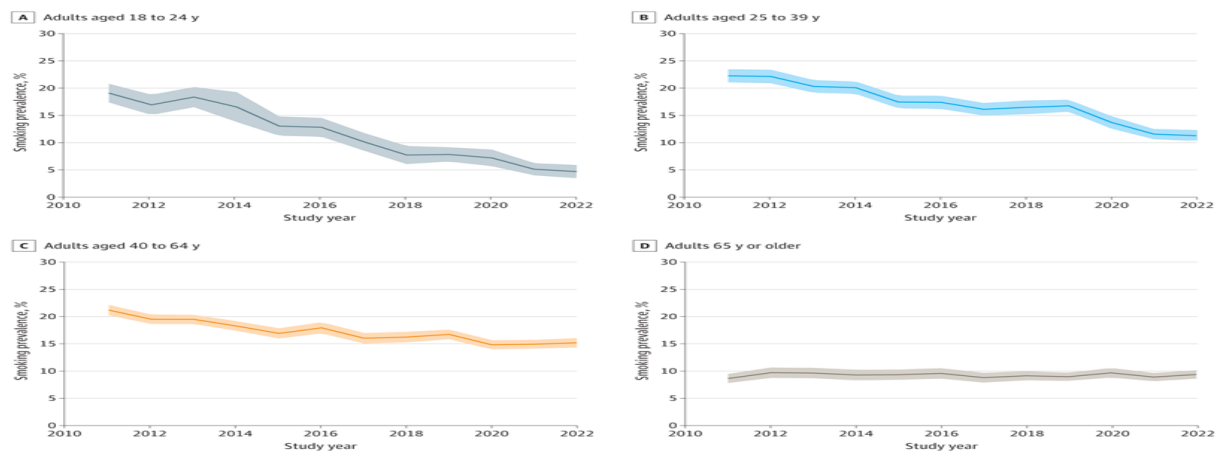 A Adults aged 18 to 24 y
30
25
20
15
10
5
0
Smoking prevalence, %
2010 2012 2014 2016 2018 2020 2022
Study year
B Adults aged 25 to 39 y
30
25
20
15
10
5
0
Smoking prevalence, %
2010 2012 2014 2016 2018 2020 2022
Study year
C Adults aged 40 to 64 y
30
25
20
15
10
5
0
Smoking prevalence, %
2010 2012 2014 2016 2018 2020 2022
Study year
D Adults 65 y or older
30
25
20
15
10
5
0
Smoking prevalence, %
2010 2012 2014 2016 2018 2020 2022
Study year